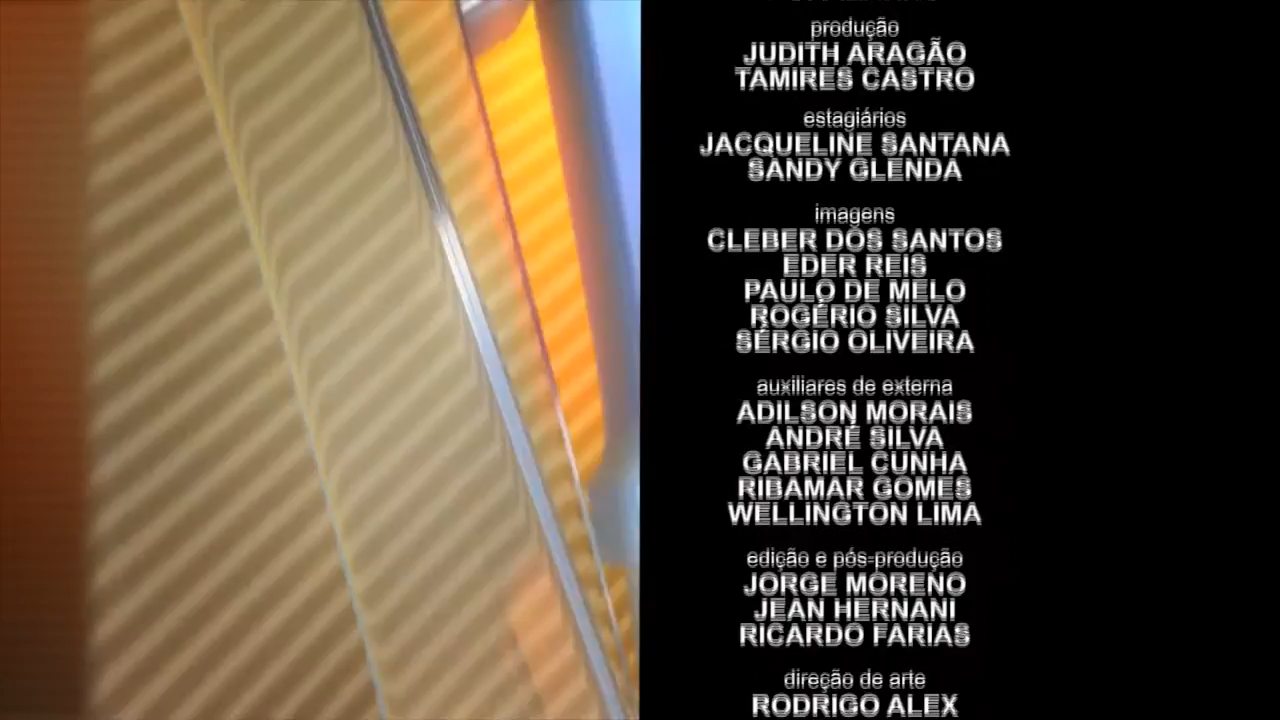 produção
JUDITH ARAGÃO
TAMIRES CASTRO
estagiários
JACQUELINE SANTANA
SANDY GLENDA
imagens
CLEBER DOS SANTOS
EDER REIS
PAULO DE MELO
ROGÉRIO SILVA
SÉRGIO OLIVEIRA
auxiliares de externa
ADILSON MORAIS
ANDRÉ SILVA
GABRIEL CUNHA
RIBAMAR GOMES
WELLINGTON LIMA
edição e pós-produção
JORGE MORENO
JEAN HERNANI
RICARDO FARIAS
direção de arte
RODRIGO ALEX